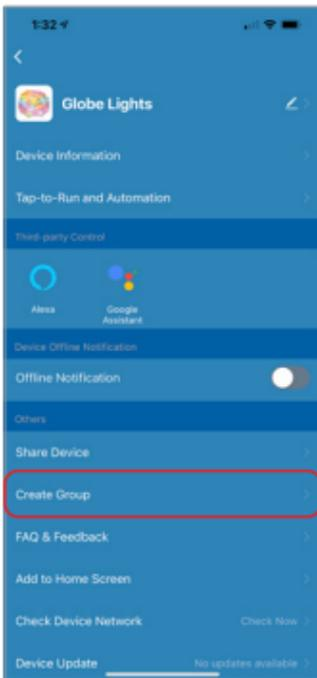 1:32
Globe Lights
Device Information
Tap-to-Run and Automation
Third-party Control
Alexa
Google
Assistant
Device Offline Notification
Offline Notification
Others
Share Device
Create Group
FAQ & Feedback
Add to Home Screen
Check Device Network Check Now
Device Update No updates available